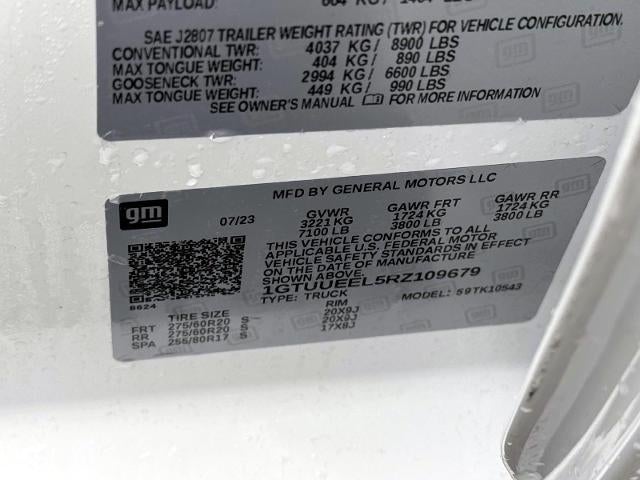 MAX PAYLOAD: 664 KG /
SAE J2807 TRAILER WEIGHT RATING (TWR) FOR VEHICLE CONFIGURATION.
CONVENTIONAL TWR: 4037 KG / 8900 LBS
MAX TONGUE WEIGHT: 404 KG / 890 LBS
GOOSENECK TWR: 2994 KG / 6600 LBS
MAX TONGUE WEIGHT: 449 KG / 990 LBS
SEE OWNER'S MANUAL FOR MORE INFORMATION
gm
MFD BY GENERAL MOTORS LLC
07/23 GVWR GAWR FRT GAWR RR
3221 KG 1724 KG 1724 KG
7100 LB 3800 LB 3800 LB
THIS VEHICLE CONFORMS TO ALL
APPLICABLE U.S. FEDERAL MOTOR
VEHICLE SAFETY STANDARDS IN EFFECT
ON THE DATE OF MANUFACTURE
SHOWN ABOVE.
1GTUUEEL5RZ109679
TYPE: TRUCK MODEL: 59TK10543
8624
TIRE SIZE RIM
FRT 275/60R20 S 20X9J
RR 275/60R20 S 20X9J
SPA 255/80R17 S 17X8J